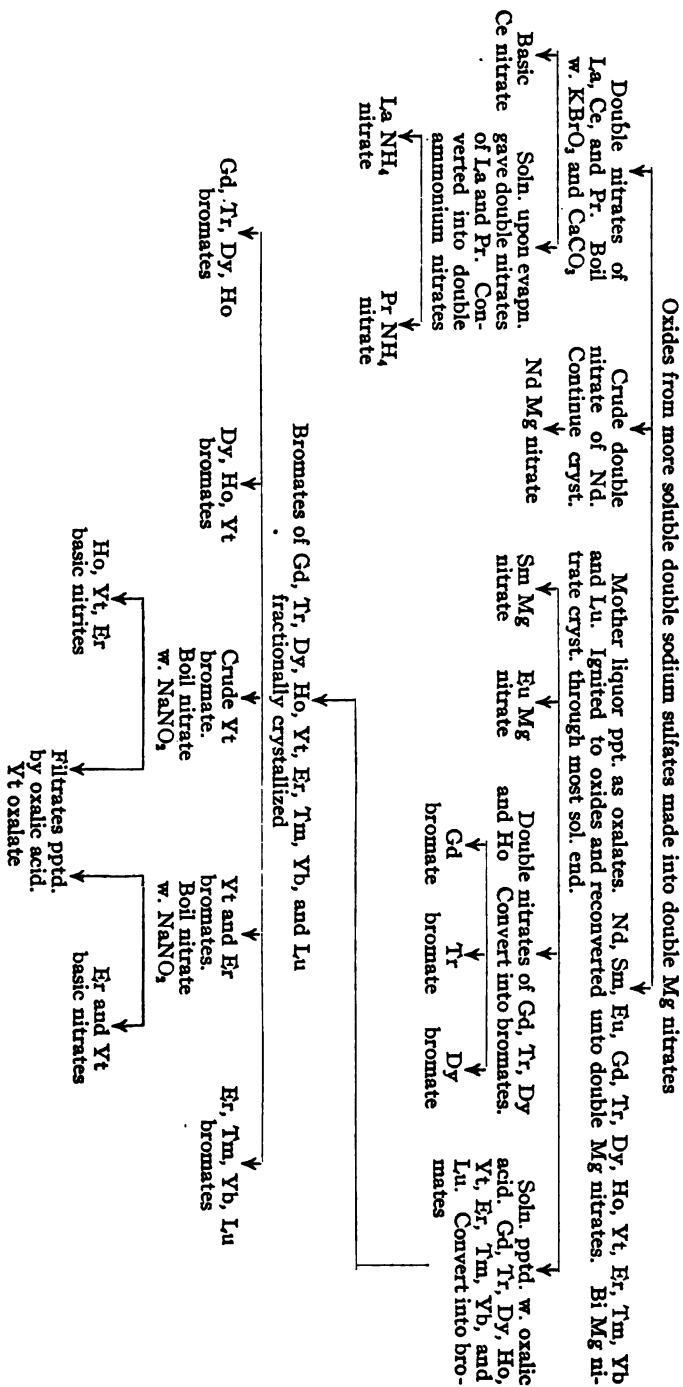 Oxides from more soluble double sodium sulfates made into double Mg nitrates
Double nitrates of
La, Ce, and Pr. Boil
w. KBrO₃ and CaCO₃
Crude double
nitrate of Nd.
Continue cryst.
Mother liquor ppt. as oxalates. Nd, Sm, Eu, Gd, Tr, Dy, Ho, Yt, Er, Tm, Yb
and Lu. Ignited to oxides and reconverted unto double Mg nitrates. Bi Mg ni-
trate cryst. through most sol. end.
Basic
Ce nitrate
Soln. upon evapn.
gave double nitrates
of La and Pr. Con-
verted into double
ammonium nitrates
Nd Mg nitrate
Sm Mg
nitrate
Eu Mg
nitrate
Double nitrates of Gd, Tr, Dy
and Ho Convert into bromates.
Soln. pptd. w. oxalic
acid. Gd, Tr, Dy, Ho,
Yt, Er, Tm, Yb, and
Lu. Convert into bro-
mates
La NH₄
nitrate
Pr NH₄
nitrate
Gd
bromate
Tr
bromate
Dy
bromate
Bromates of Gd, Tr, Dy, Ho, Yt, Er, Tm, Yb, and Lu
fractionally crystallized
Gd, Tr, Dy, Ho
bromates
Dy, Ho, Yt
bromates
Crude Yt
bromate.
Boil nitrate
w. NaNO₂
Yt and Er
bromates.
Boil nitrate
w. NaNO₂
Er, Tm, Yb, Lu
bromates
Ho, Yt, Er
basic nitrites
Filtrates pptd.
by oxalic acid.
Yt oxalate
Er and Yt
basic nitrates